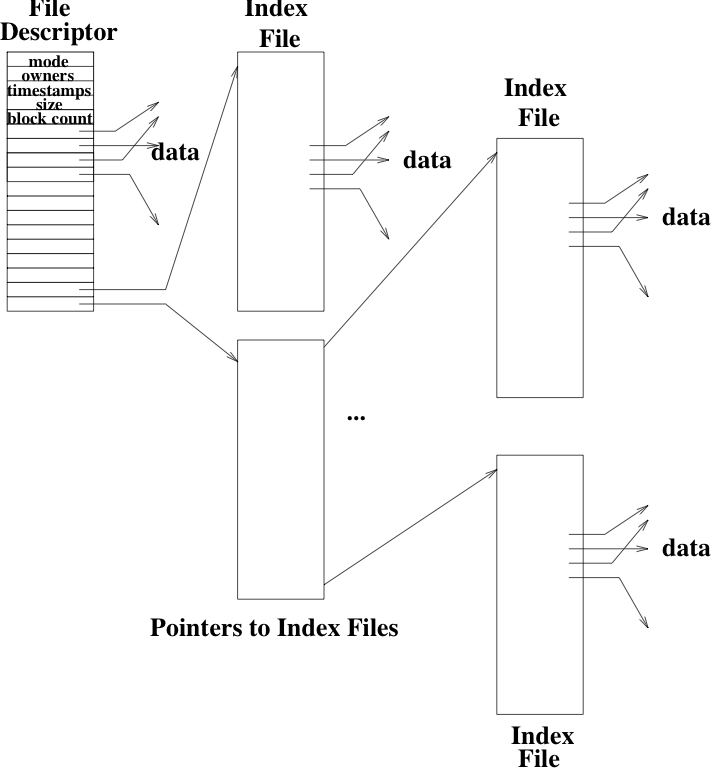 File
Descriptor
mode
owners
timestamps
size
block count
data
Index
File
data
Index
File
data
...
Pointers to Index Files
data
Index
File